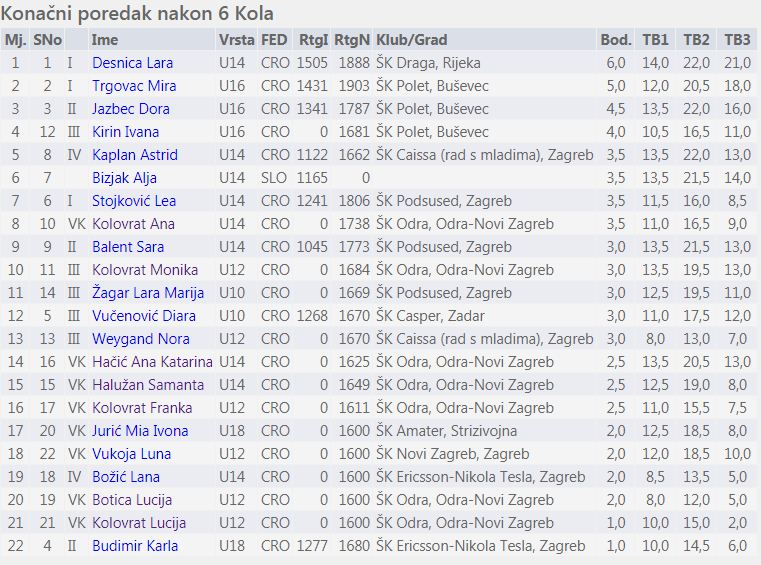 Konačni poredak nakon 6 Kola
Mj. SNo Ime Vrsta FED RtgI RtgN Klub/Grad Bod. TB1 TB2 TB3
1 1 I Desnica Lara U14 CRO 1505 1888 ŠK Draga, Rijeka 6,0 14,0 22,0 21,0
2 2 I Trgovac Mira U16 CRO 1431 1903 ŠK Polet, Buševec 5,0 12,0 20,5 18,0
3 3 II Jazbec Dora U16 CRO 1341 1787 ŠK Polet, Buševec 4,5 13,5 22,0 16,0
4 12 III Kirin Ivana U16 CRO 0 1681 ŠK Polet, Buševec 4,0 10,5 16,5 11,0
5 8 IV Kaplan Astrid U14 CRO 1122 1662 ŠK Caissa (rad s mladima), Zagreb 3,5 13,5 22,0 13,0
6 7 Bizjak Alja U14 SLO 1165 0 3,5 13,5 21,5 14,0
7 6 I Stojković Lea U14 CRO 1241 1806 ŠK Podsused, Zagreb 3,5 11,5 16,0 8,5
8 10 VK Kolovrat Ana U14 CRO 0 1738 ŠK Odra, Odra-Novi Zagreb 3,5 11,0 16,5 9,0
9 9 II Balent Sara U14 CRO 1045 1773 ŠK Podsused, Zagreb 3,0 13,5 21,5 13,0
10 11 III Kolovrat Monika U12 CRO 0 1684 ŠK Odra, Odra-Novi Zagreb 3,0 13,5 19,5 13,0
11 14 III Žagar Lara Marija U10 CRO 0 1669 ŠK Podsused, Zagreb 3,0 12,5 19,5 11,0
12 5 III Vučenović Diara U10 CRO 1268 1670 ŠK Casper, Zadar 3,0 11,0 17,5 12,0
13 13 III Weygand Nora U12 CRO 0 1670 ŠK Caissa (rad s mladima), Zagreb 3,0 8,0 13,0 7,0
14 16 VK Hačić Ana Katarina U14 CRO 0 1625 ŠK Odra, Odra-Novi Zagreb 2,5 13,5 20,5 13,0
15 15 VK Halužan Samanta U14 CRO 0 1649 ŠK Odra, Odra-Novi Zagreb 2,5 12,5 19,0 8,0
16 17 VK Kolovrat Franka U12 CRO 0 1611 ŠK Odra, Odra-Novi Zagreb 2,5 11,0 15,5 7,5
17 20 VK Jurić Mia Ivona U18 CRO 0 1600 ŠK Amater, Strizivojna 2,0 12,5 18,5 8,0
18 22 VK Vukoja Luna U12 CRO 0 1600 ŠK Novi Zagreb, Zagreb 2,0 12,0 18,5 10,0
19 18 IV Božić Lana U14 CRO 0 1600 ŠK Ericsson-Nikola Tesla, Zagreb 2,0 8,5 13,5 5,0
20 19 VK Botica Lucija U12 CRO 0 1600 ŠK Odra, Odra-Novi Zagreb 2,0 8,0 12,0 5,0
21 21 VK Kolovrat Lucija U12 CRO 0 1600 ŠK Odra, Odra-Novi Zagreb 1,0 10,0 15,0 2,0
22 4 II Budimir Karla U18 CRO 1277 1680 ŠK Ericsson-Nikola Tesla, Zagreb 1,0 10,0 14,5 6,0